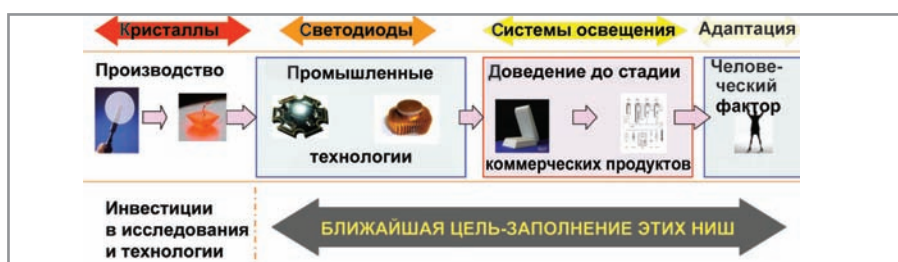 Кристаллы Светодиоды Системы освещения Адаптация
Производство
Промышленные
технологии
Доведение до стадии
коммерческих продуктов
Челове-
ческий
фактор
Инвестиции
в исследования
и технологии
БЛИЖАЙШАЯ ЦЕЛЬ-ЗАПОЛНЕНИЕ ЭТИХ НИШ